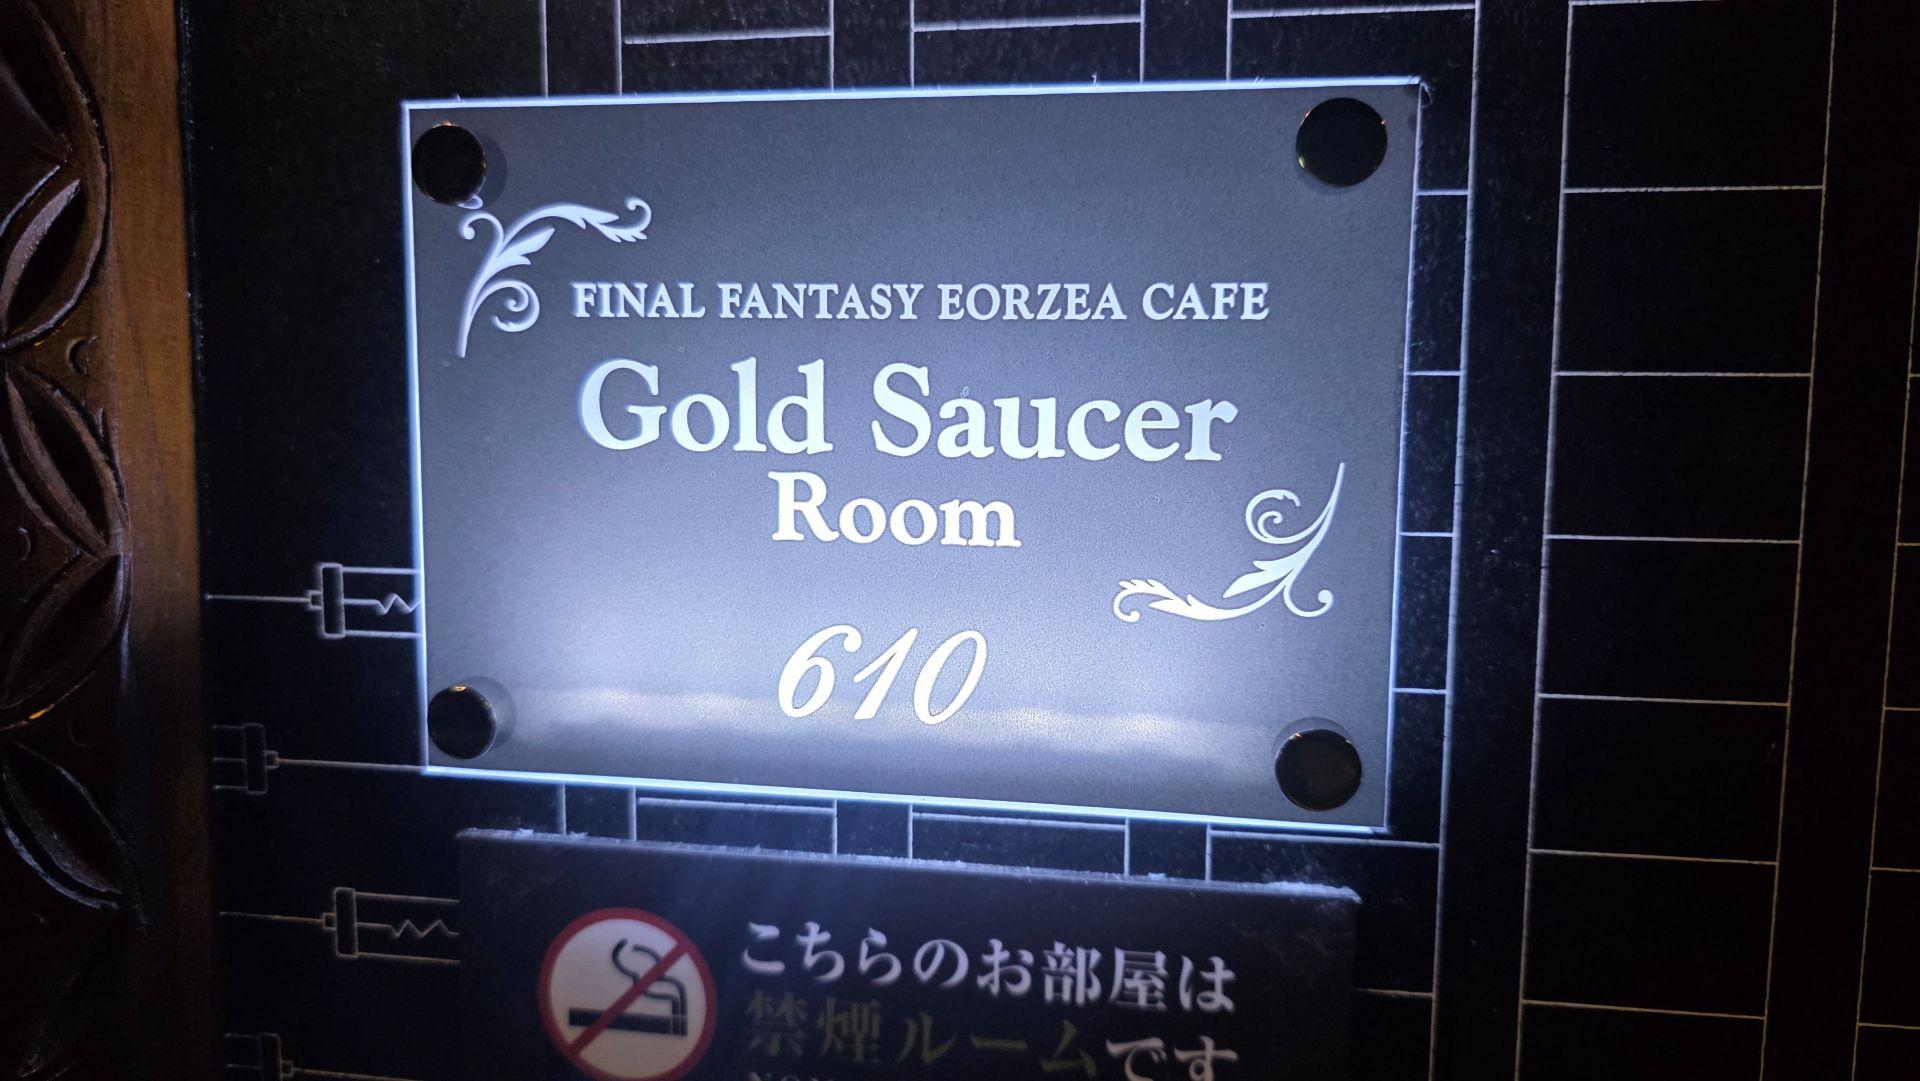 FINAL FANTASY EORZEA CAFE
Gold Saucer
Room
610
こちらのお部屋は
禁煙ルームです